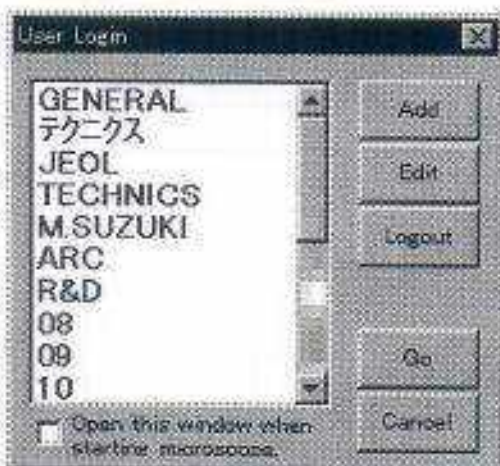 User Login
GENERAL
テクニクス
JEOL
TECHNICS
M.SUZUKI
ARC
R&D
08
09
10
Add
Edit
Logout
Go
Cancel
Open this window when
starting microscope.